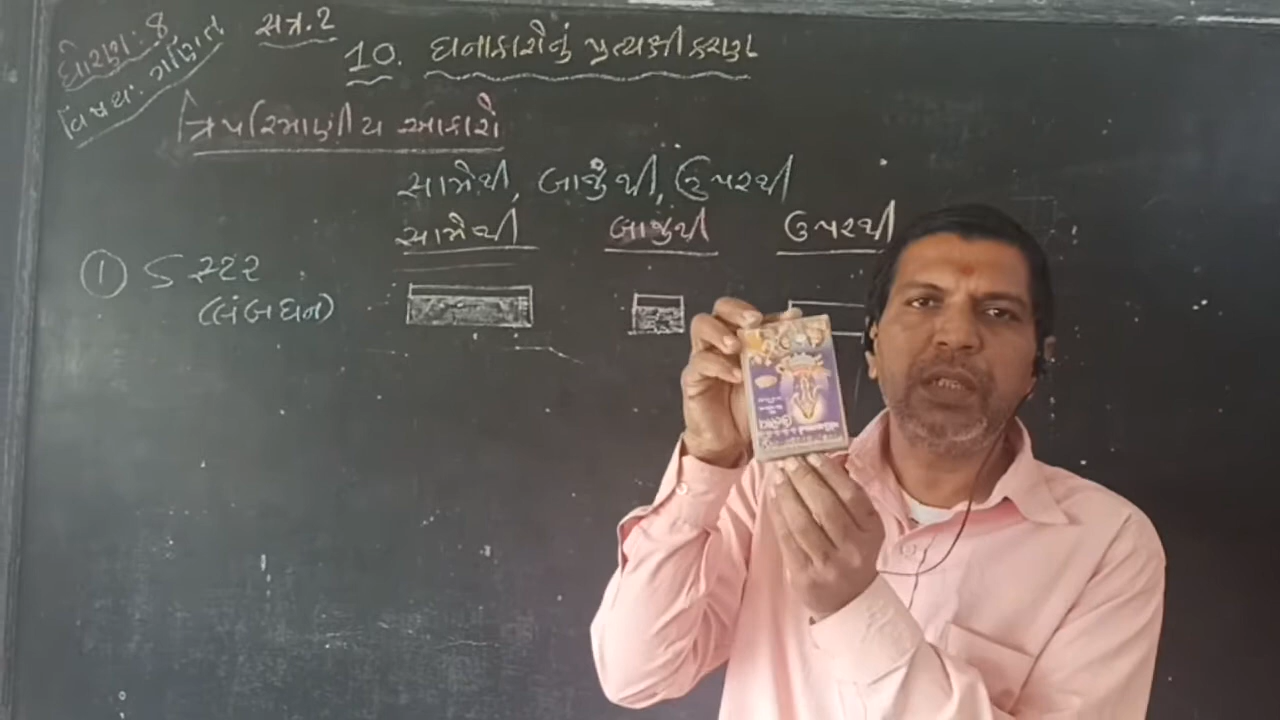 ધોરણ: 8
વિષય: ગણિત
સત્ર.2
10. ઘનાકારોનું પ્રત્યક્ષીકરણ
ત્રિપરિમાણીય આકારો
સામેથી, બાજુથી, ઉપરથી
સામેથી બાજુથી ઉપરથી
① ડસ્ટર
(લંબઘન)